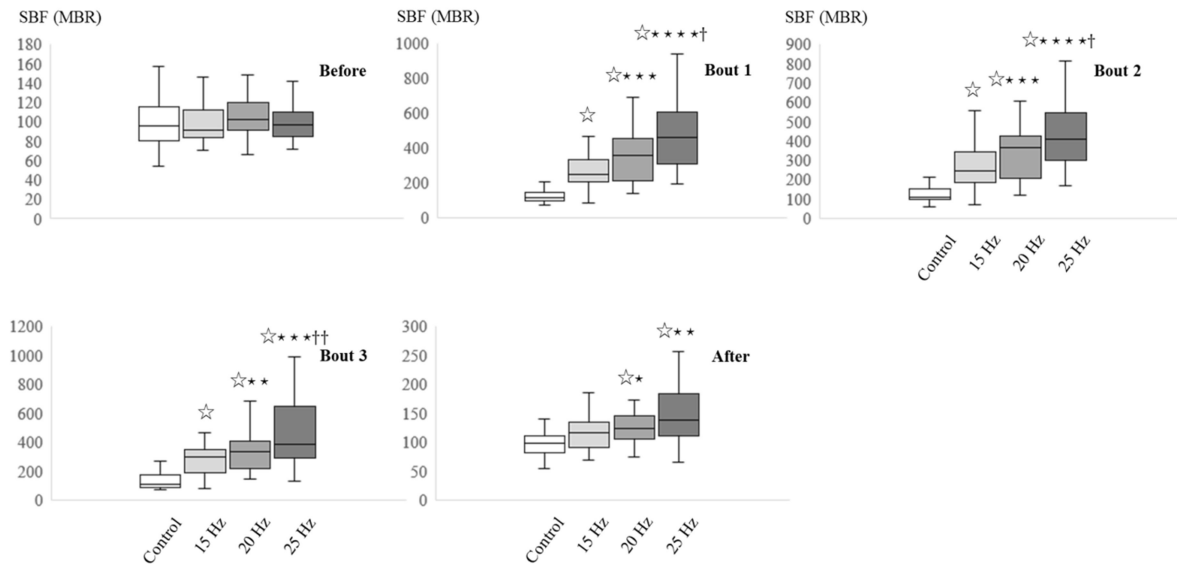 SBF (MBR)
180
160
140
120
100
80
60
40
20
0
Before
SBF (MBR)
1000
800
600
400
200
0
☆
☆⋆⋆⋆
☆⋆⋆⋆⋆†
Bout 1
SBF (MBR)
900
800
700
600
500
400
300
200
100
0
☆
☆⋆⋆⋆
☆⋆⋆⋆⋆†
Bout 2
Control
15 Hz
20 Hz
25 Hz
1200
1000
800
600
400
200
0
☆
☆⋆⋆
☆⋆⋆⋆††
Bout 3
Control
15 Hz
20 Hz
25 Hz
300
250
200
150
100
50
0
☆⋆
☆⋆⋆
After
Control
15 Hz
20 Hz
25 Hz